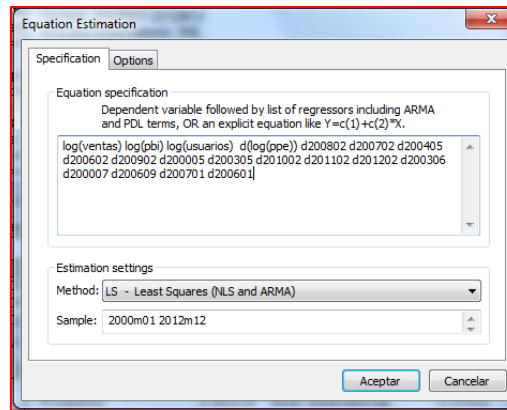 Equation Estimation
Specification
Options
Equation specification
Dependent variable followed by list of regressors including ARMA
and PDL terms, OR an explicit equation like Y=c(1)+c(2)*X.
log(ventas) log(pbi) log(usuarios) d(log(ppe)) d200802 d200702 d200405
d200602 d200902 d200005 d200305 d201002 d201102 d201202 d200306
d200007 d200609 d200701 d200601
Estimation settings
Method: LS - Least Squares (NLS and ARMA)
Sample: 2000m01 2012m12
Aceptar
Cancelar